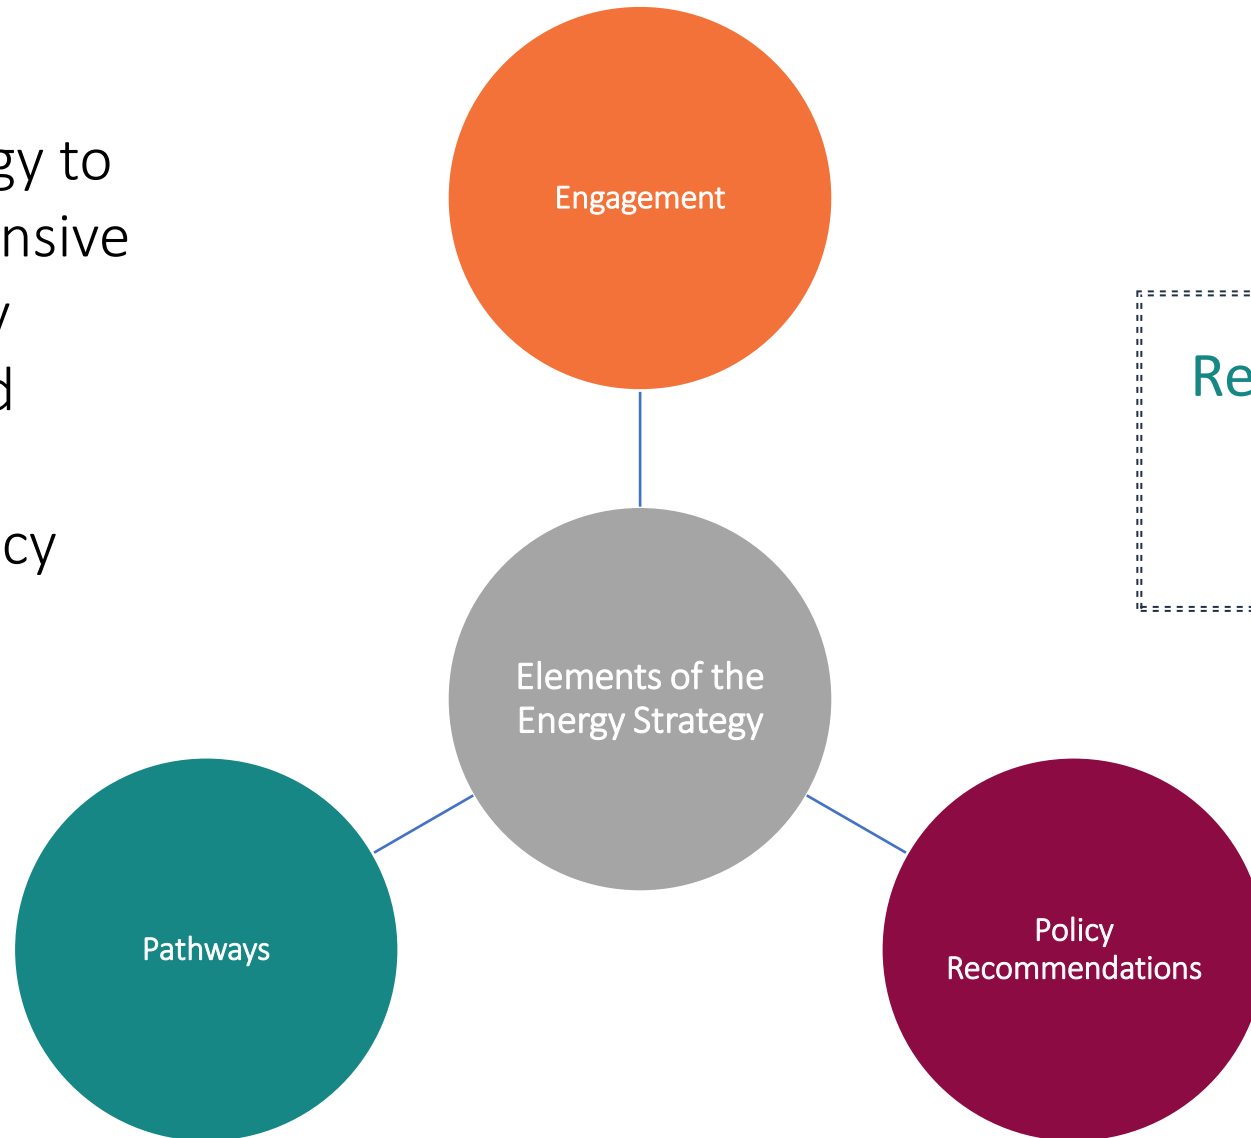 gy to
nsive
y
d
cy
Engagement
Re
Elements of the
Energy Strategy
Pathways
Policy
Recommendations